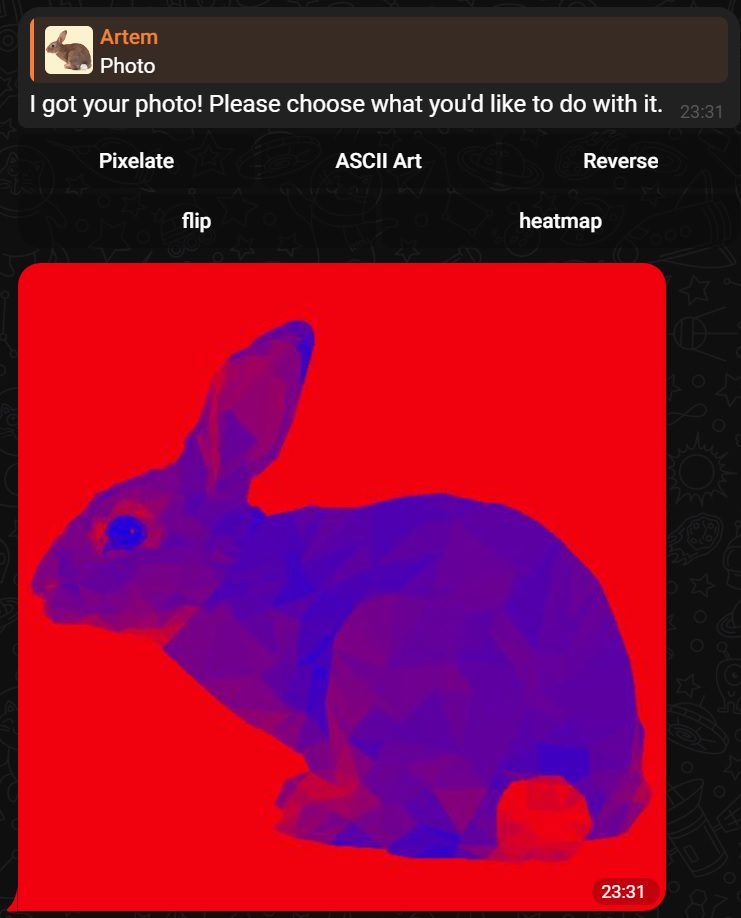 Artem
Photo
I got your photo! Please choose what you'd like to do with it.
23:31
Pixelate
ASCII Art
Reverse
flip
heatmap
23:31